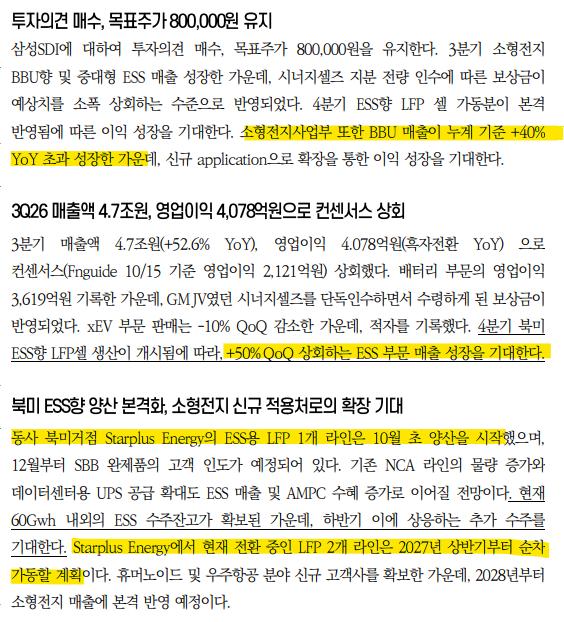 투자의견 매수, 목표주가 800,000원 유지
삼성SDI에 대하여 투자의견 매수, 목표주가 800,000원을 유지한다. 3분기 소형전지
BBU향 및 중대형 ESS 매출 성장한 가운데, 시너지셀즈 지분 전량 인수에 따른 보상금이
예상치를 소폭 상회하는 수준으로 반영되었다. 4분기 ESS향 LFP 셀 가동분이 본격
반영됨에 따른 이익 성장을 기대한다. 소형전지사업부 또한 BBU 매출이 누계 기준 +40%
YoY 초과 성장한 가운데, 신규 application으로 확장을 통한 이익 성장을 기대한다.
3Q26 매출액 4.7조원, 영업이익 4,078억원으로 컨센서스 상회
3분기 매출액 4.7조원(+52.6% YoY), 영업이익 4.078억원(흑자전환 YoY) 으로
컨센서스(Fnguide 10/15 기준 영업이익 2,121억원) 상회했다. 배터리 부문의 영업이익
3,619억원 기록한 가운데, GM JV였던 시너지셀즈를 단독인수하면서 수령하게 된 보상금이
반영되었다. xEV 부문 판매는 -10% QoQ 감소한 가운데, 적자를 기록했다. 4분기 북미
ESS향 LFP셀 생산이 개시됨에 따라, +50% QoQ 상회하는 ESS 부문 매출 성장을 기대한다.
북미 ESS향 양산 본격화, 소형전지 신규 적용처로의 확장 기대
동사 북미거점 Starplus Energy의 ESS용 LFP 1개 라인은 10월 초 양산을 시작했으며,
12월부터 SBB 완제품의 고객 인도가 예정되어 있다. 기존 NCA 라인의 물량 증가와
데이터센터용 UPS 공급 확대도 ESS 매출 및 AMPC 수혜 증가로 이어질 전망이다. 현재
60Gwh 내외의 ESS 수주잔고가 확보된 가운데, 하반기 이에 상응하는 추가 수주를
기대한다. Starplus Energy에서 현재 전환 중인 LFP 2개 라인은 2027년 상반기부터 순차
가동할 계획이다. 휴머노이드 및 우주항공 분야 신규 고객사를 확보한 가운데, 2028년부터
소형전지 매출에 본격 반영 예정이다.